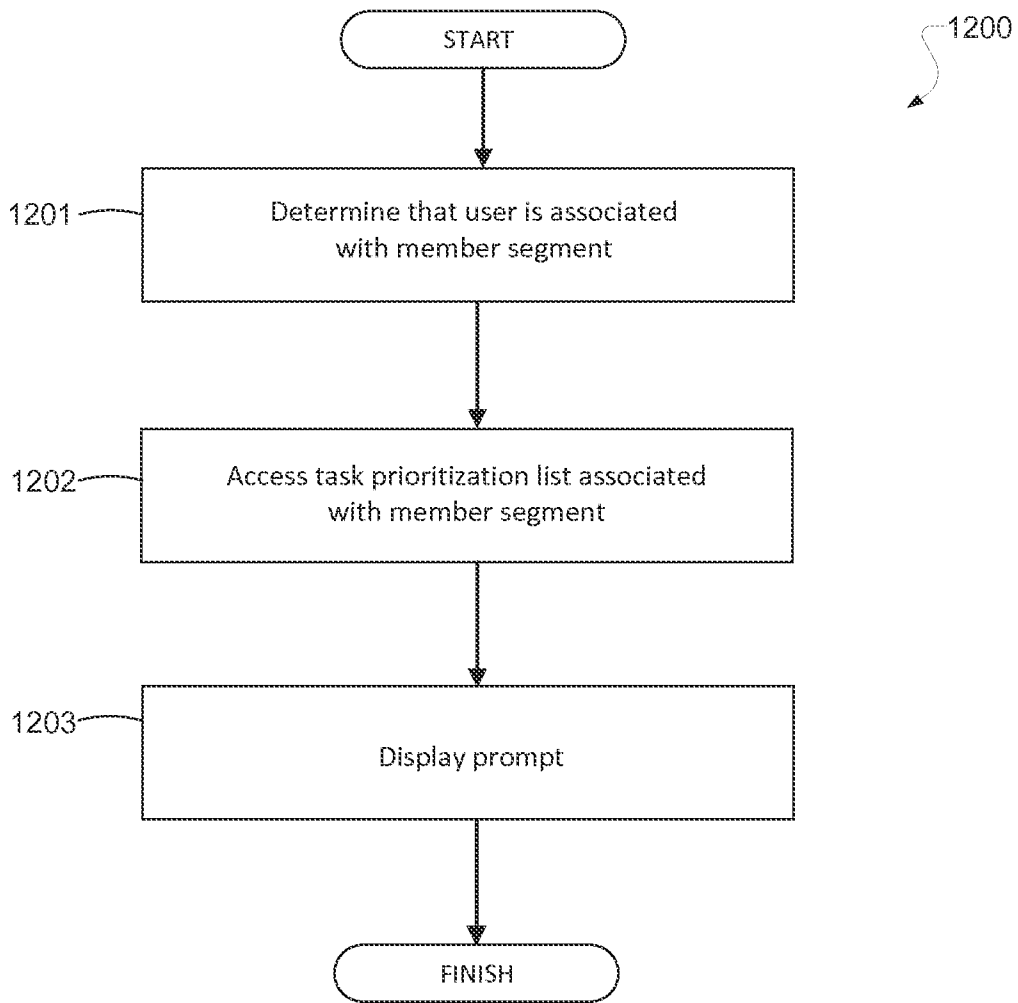 START
1200
1201
Determine that user is associated
with member segment
1202
Access task prioritization list associated
with member segment
1203
Display prompt
FINISH